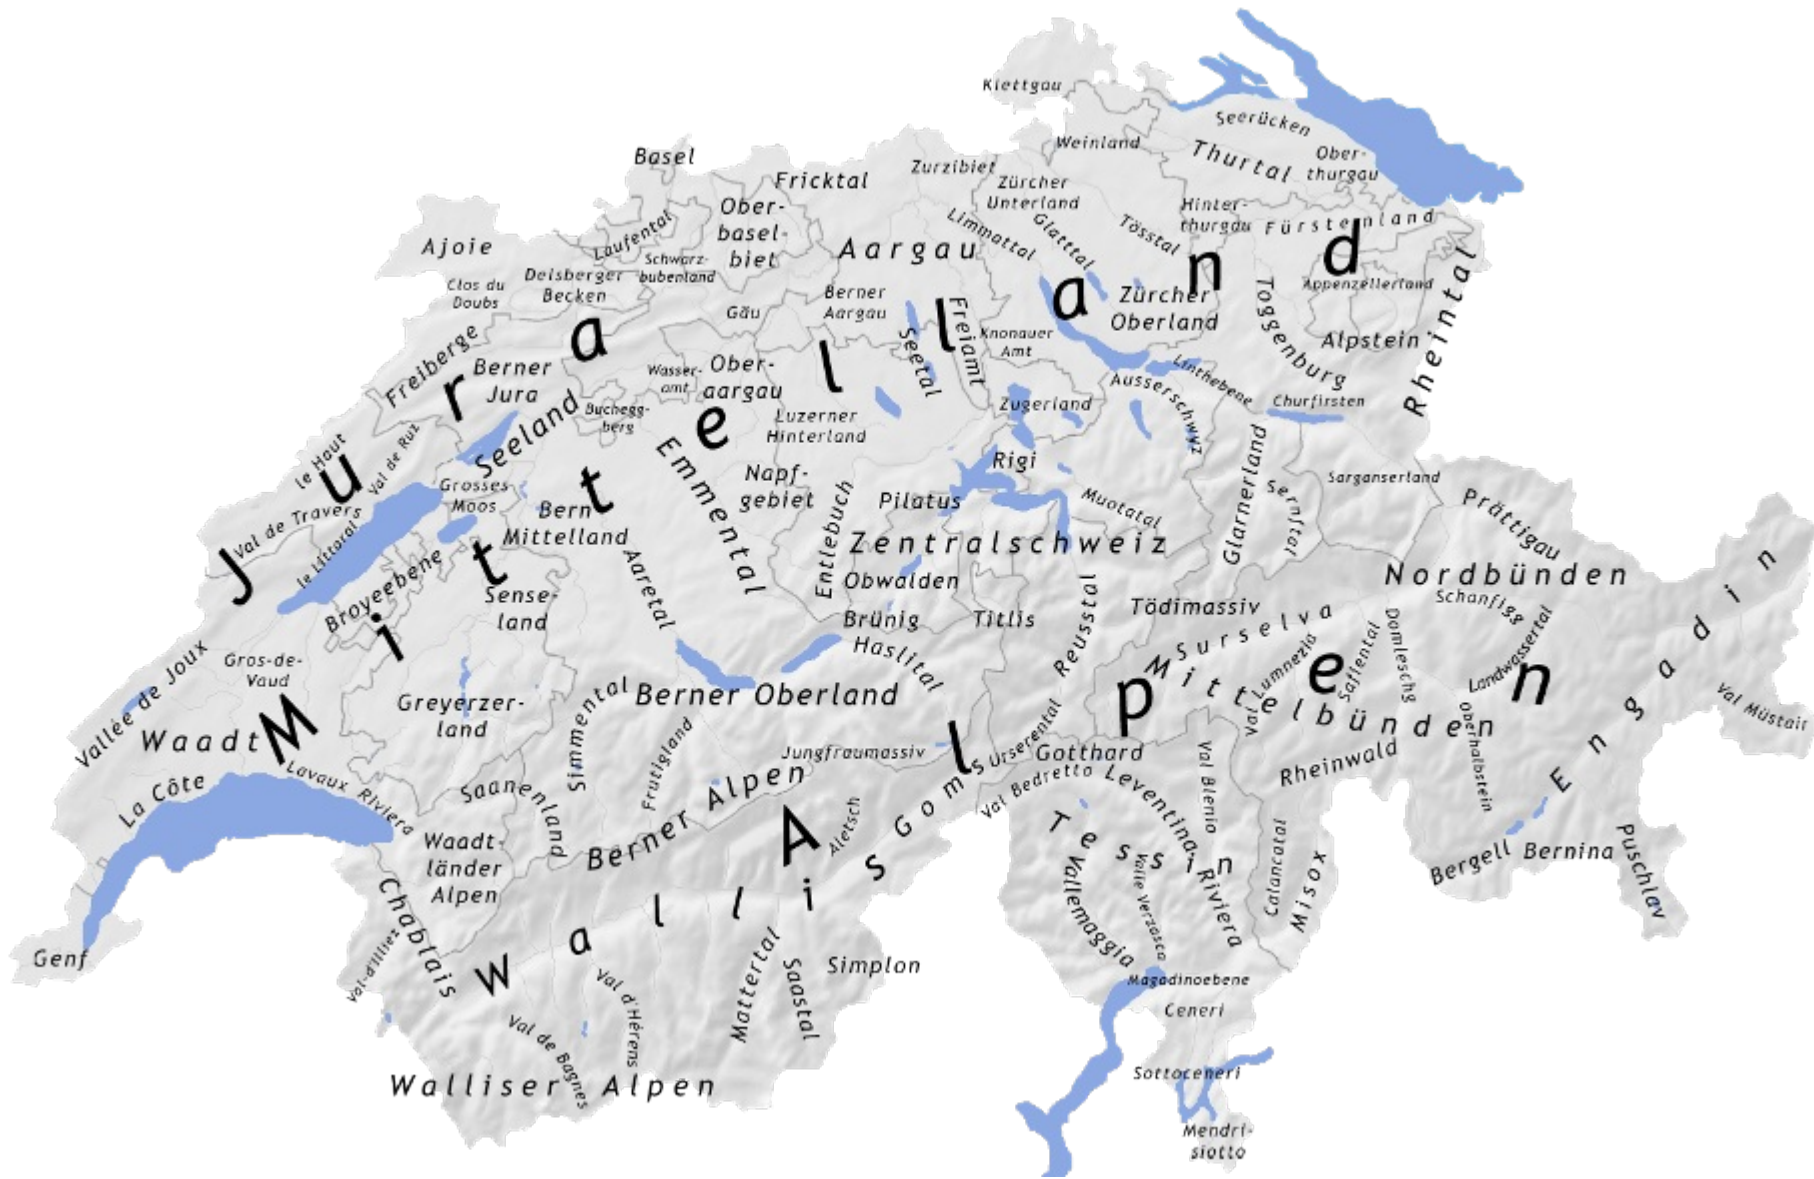 Klettgau
Seerücken
Weinland
Thurtal
Ober-
thurgau
Basel
Fricktal
Zurzibiet
Zürcher
Unterland
Hinter-
thurgau
Fürstenland
Ober-
basel-
biet
Laufental
Schwarz-
bubenland
Ajoie
Delsberger
Becken
Clos du
Doubs
Aargau
Limmattal
Glatttal
Tösstal
Appenzellerland
Alpstein
Toggenburg
Rheintal
Zürcher
Oberland
Berner
Aargau
Gäu
Freiamt
Seetal
Knonauer
Amt
Freiberge
Berner
Jura
Wasser-
amt
Ober-
aargau
Buchegg-
berg
Luzerner
Hinterland
Zugerland
Ausserschwyz
Linthebene
Churfirsten
Seeland
le Haut
Val de Ruz
Val de Travers
le Littoral
Grosses
Moos
Bern
Mittelland
Emmental
Napf-
gebiet
Entlebuch
Pilatus
Rigi
Muotatal
Glarnerland
Sernftal
Sarganserland
Prättigau
Jura
Mittelland
Zentralschweiz
Obwalden
Brünig
Titlis
Reusstal
Tödimassiv
Nordbünden
Schanfigg
Landwassertal
Engadin
Val Müstair
Broyeebene
Sense-
land
Aaretal
Haslital
Surselva
Mittelbünden
Val Lumnezia
Safiental
Domleschg
Oberhalbstein
Vallée de Joux
Gros-de-
Vaud
Waadt
La Côte
Lavaux
Riviera
Greyerzer-
land
Simmental
Berner Oberland
Frutigland
Jungfraumassiv
Saanenland
Berner Alpen
Alpen
Aletsch
Goms
Urserental
Gotthard
Val Bedretto
Leventina
Val Blenio
Rheinwald
Tessin
Vallemaggia
Valle Verzasca
Riviera
Calancatal
Misox
Bergell
Bernina
Puschlav
Waadt-
länder
Alpen
Chablais
Val-d'Illiez
Genf
Wallis
Val d'Hérens
Val de Bagnes
Mattertal
Saastal
Simplon
Walliser Alpen
Magadinoebene
Ceneri
Sottoceneri
Mendri-
siotto